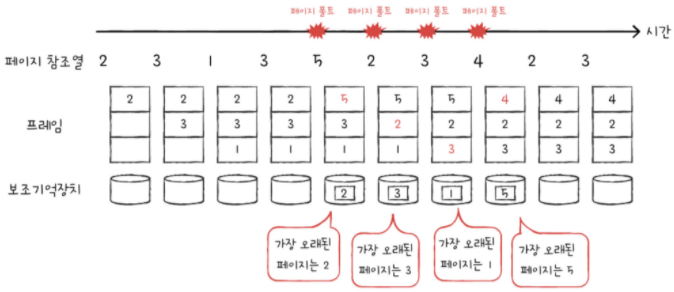 페이지 폴트 페이지 폴트 페이지 폴트 페이지 폴트
시간
페이지 참조열 2 3 1 3 5 2 3 4 2 3
2 2 2 2 5 5 5 4 4 4
프레임 3 3 3 3 2 2 2 2 2
1 1 1 1 3 3 3 3
보조기억장치 2 3 1 5
가장 오래된
페이지는 2
가장 오래된
페이지는 3
가장 오래된
페이지는 1
가장 오래된
페이지는 5